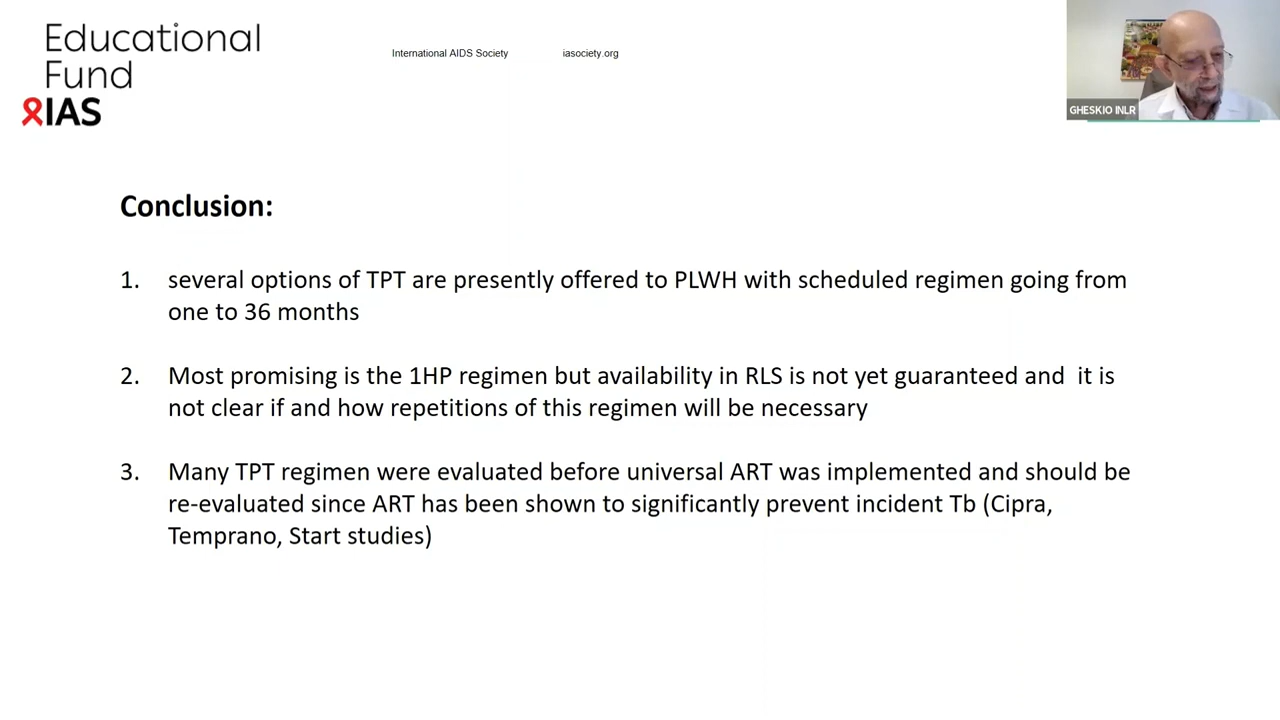 Educational
Fund
IAS
International AIDS Society iasociety.org
GHESKIO INLR
Conclusion:
1. several options of TPT are presently offered to PLWH with scheduled regimen going from
one to 36 months
2. Most promising is the 1HP regimen but availability in RLS is not yet guaranteed and it is
not clear if and how repetitions of this regimen will be necessary
3. Many TPT regimen were evaluated before universal ART was implemented and should be
re-evaluated since ART has been shown to significantly prevent incident Tb (Cipra,
Temprano, Start studies)